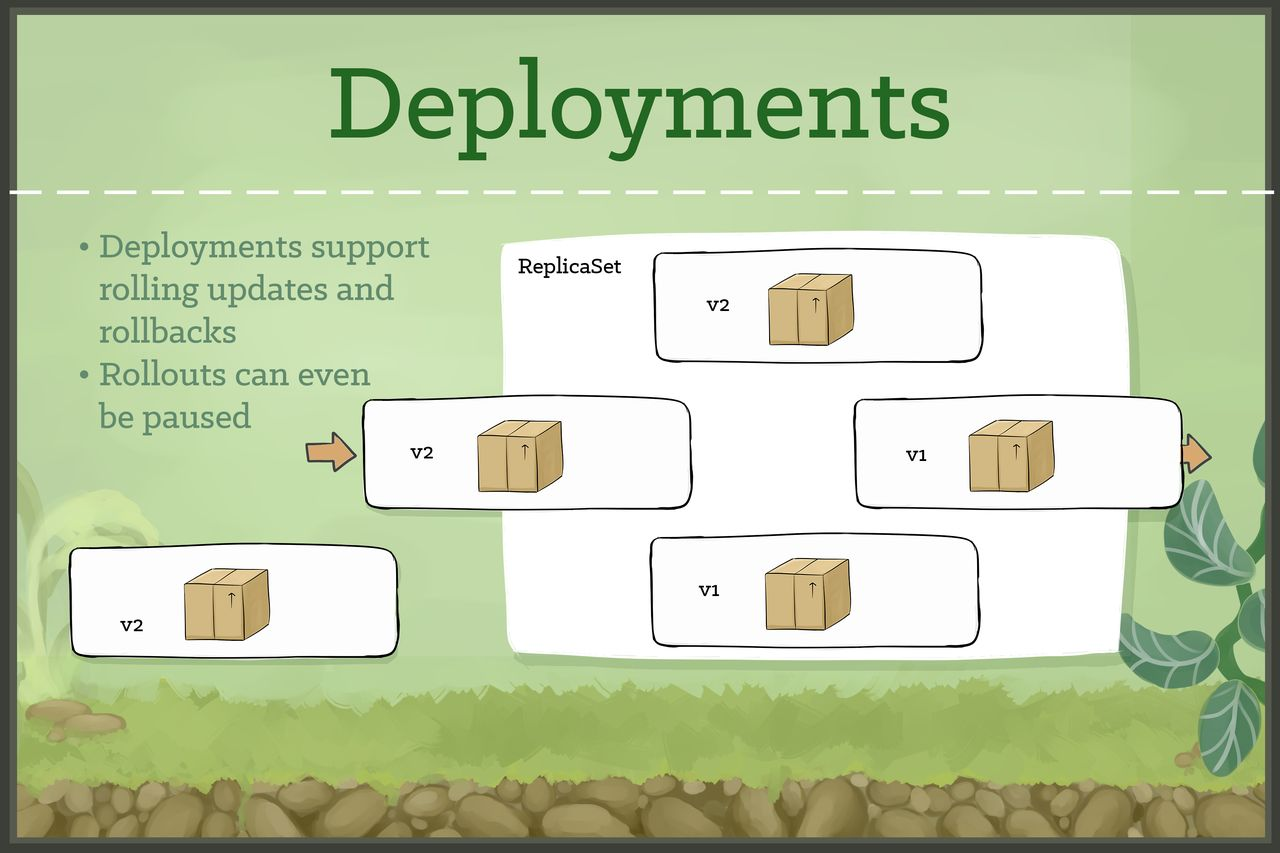 Deployments
• Deployments support
rolling updates and
rollbacks
• Rollouts can even
be paused
ReplicaSet
v2
v2
v1
v1
v2